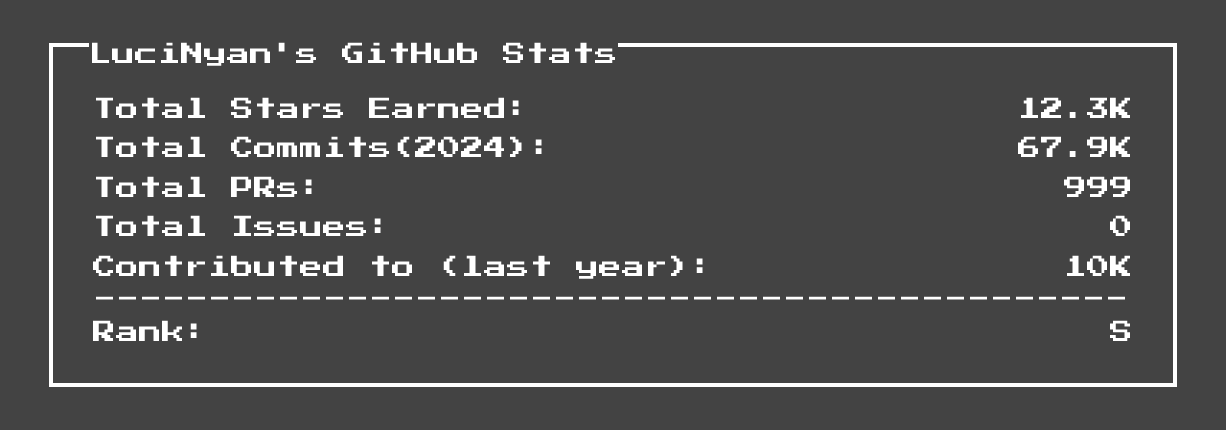 LuciNyan's GitHub Stats
Total Stars Earned: 12.3K
Total Commits(2024): 67.9K
Total PRs: 999
Total Issues: 0
Contributed to (last year): 10K
Rank: S